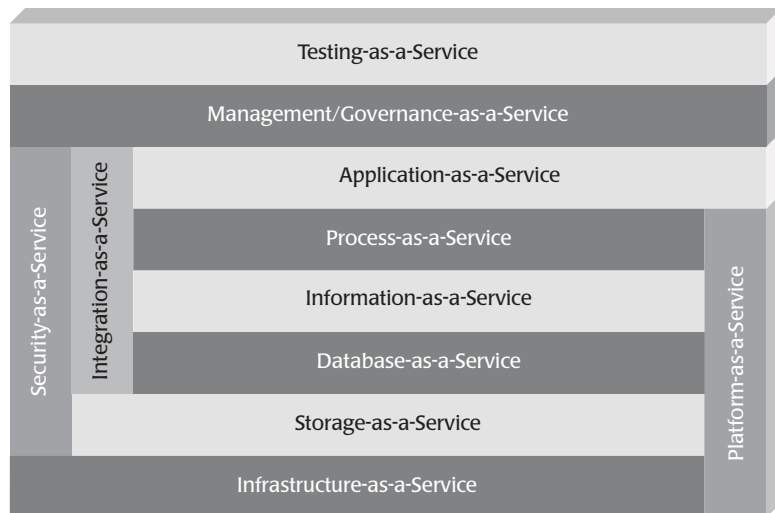 Testing-as-a-Service
Management/Governance-as-a-Service
Security-as-a-Service
Integration-as-a-Service
Application-as-a-Service
Process-as-a-Service
Information-as-a-Service
Database-as-a-Service
Storage-as-a-Service
Infrastructure-as-a-Service
Platform-as-a-Service